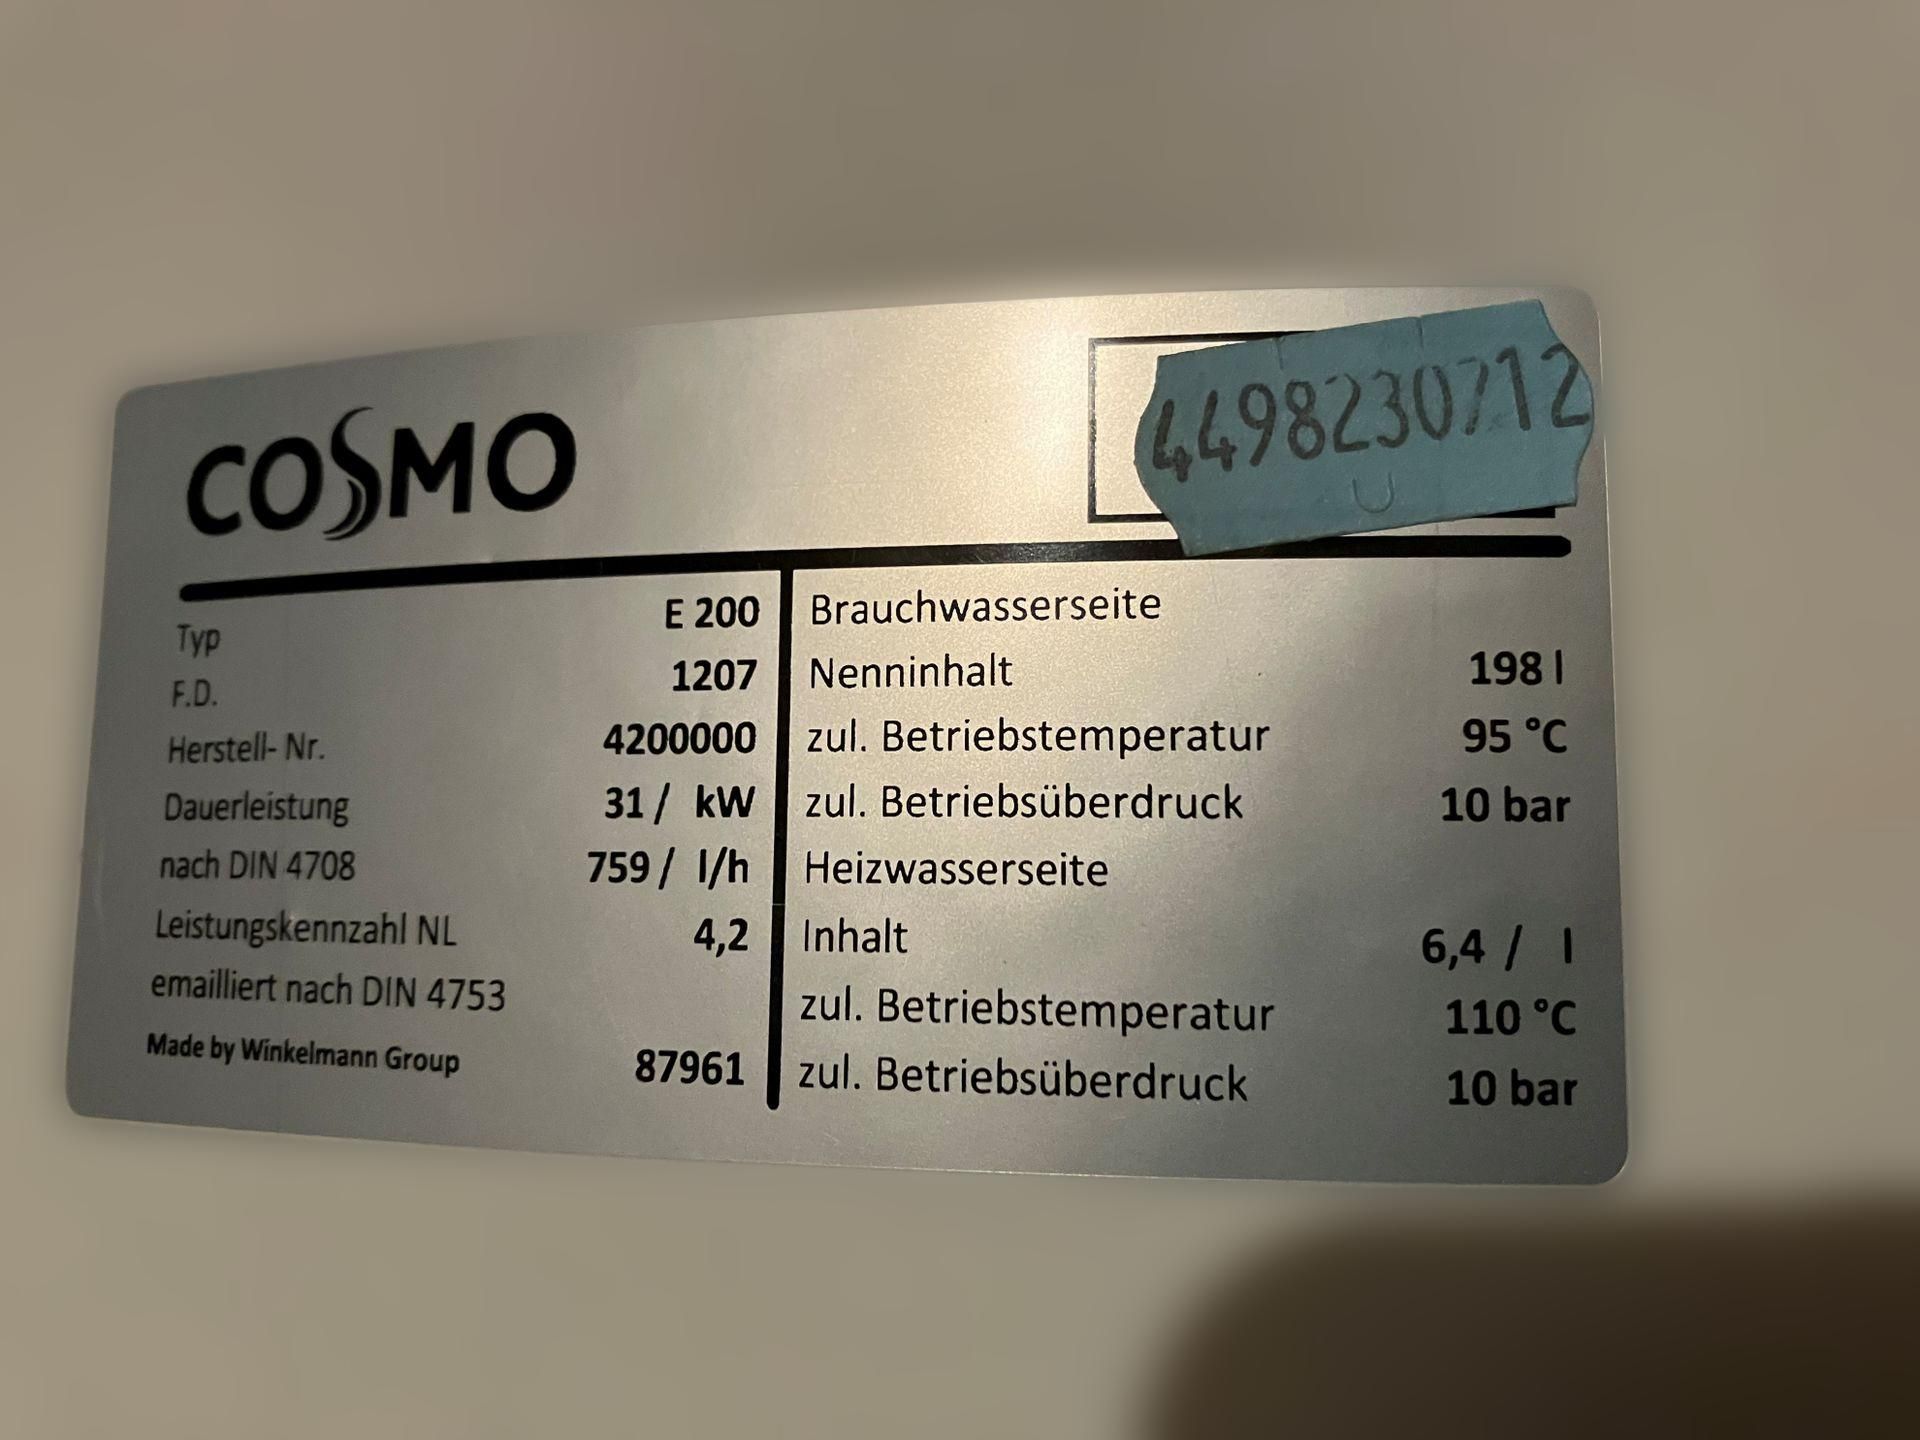 COSMO
44982307 12
Typ E 200
F.D. 1207
Herstell- Nr. 4200000
Dauerleistung 31 / kW
nach DIN 4708 759 / l/h
Leistungskennzahl NL 4,2
emailliert nach DIN 4753
Made by Winkelmann Group 87961
Brauchwasserseite
Nenninhalt 198 l
zul. Betriebstemperatur 95 °C
zul. Betriebsüberdruck 10 bar
Heizwasserseite
Inhalt 6,4 / l
zul. Betriebstemperatur 110 °C
zul. Betriebsüberdruck 10 bar